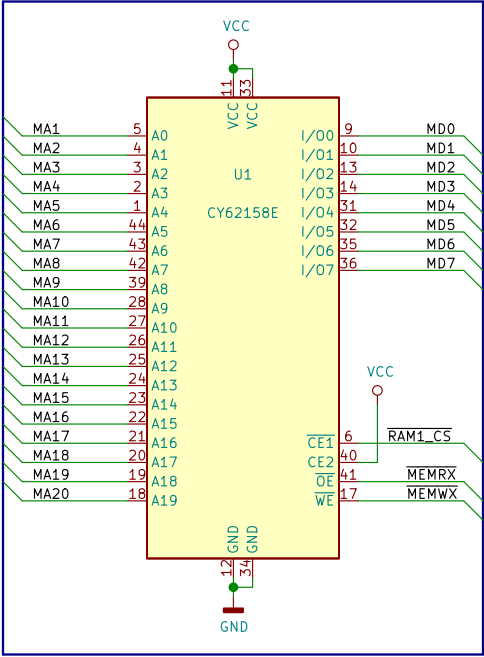 VCC
11 33
VCC VCC
MA1 5 A0 I/O0 9 MD0
MA2 4 A1 I/O1 10 MD1
MA3 3 A2 U1 I/O2 13 MD2
MA4 2 A3 I/O3 14 MD3
MA5 1 A4 CY62158E I/O4 31 MD4
MA6 44 A5 I/O5 32 MD5
MA7 43 A6 I/O6 35 MD6
MA8 42 A7 I/O7 36 MD7
MA9 39 A8
MA10 28 A9
MA11 27 A10
MA12 26 A11
MA13 25 A12
VCC
MA14 24 A13
MA15 23 A14
MA16 22 A15
MA17 21 A16 CE1 6 RAM1_CS
MA18 20 A17 CE2 40
MA19 19 A18 OE 41 MEMRX
MA20 18 A19 WE 17 MEMWX
GND GND
12 34
GND